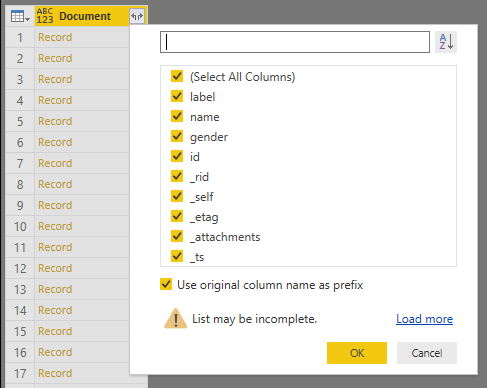 ABC
123 Document
1 Record
2 Record
3 Record
4 Record
5 Record
6 Record
7 Record
8 Record
9 Record
10 Record
11 Record
12 Record
13 Record
14 Record
15 Record
16 Record
17 Record
A
Z
(Select All Columns)
label
name
gender
id
_rid
_self
_etag
_attachments
_ts
Use original column name as prefix
List may be incomplete. Load more
OK Cancel